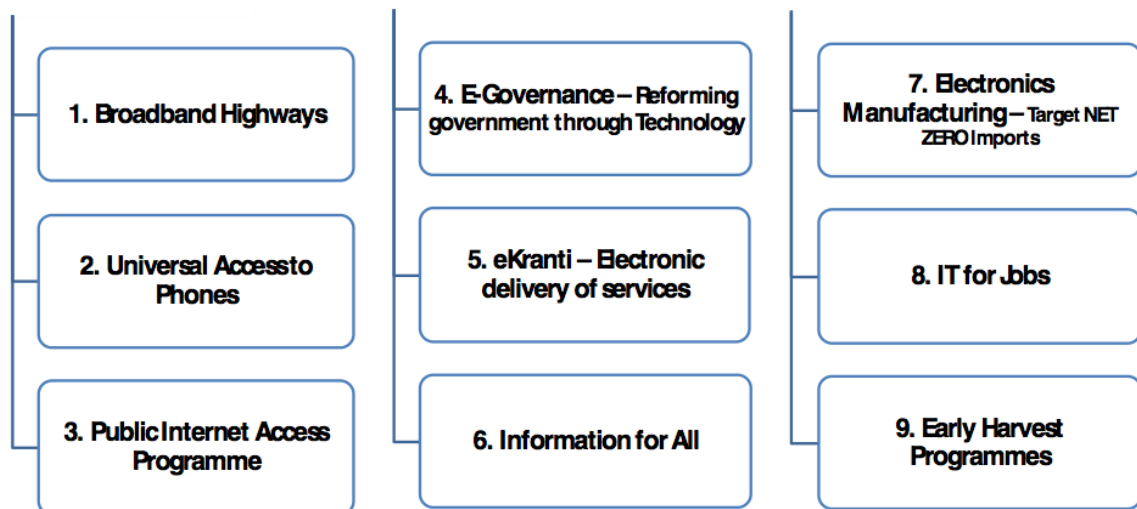 1. Broadband Highways
2. Universal Access to
Phones
3. Public Internet Access
Programme
4. E-Governance – Reforming
government through Technology
5. eKranti – Electronic
delivery of services
6. Information for All
7. Electronics
Manufacturing – Target NET
ZERO Imports
8. IT for Jobs
9. Early Harvest
Programmes